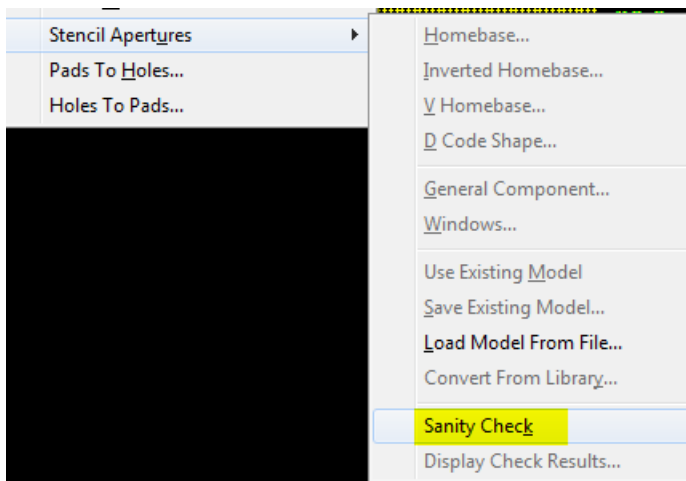 Stencil Apertures
Pads To Holes...
Holes To Pads...
Homebase...
Inverted Homebase...
V Homebase...
D Code Shape...
General Component...
Windows...
Use Existing Model
Save Existing Model...
Load Model From File...
Convert From Library...
Sanity Check
Display Check Results...